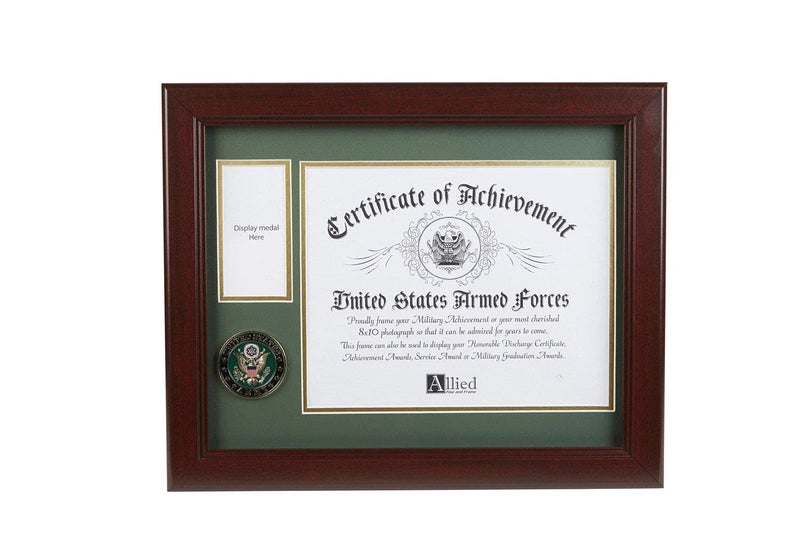 Display medal
Here
Certificate of Achievement
United States Armed Forces
Proudly frame your Military Achievement or your most cherished
8x10 photograph so that it can be admired for years to come.
This frame can also be used to display your Honorable Discharge Certificate,
Achievement Awards, Service Award or Military Graduation Awards.
Allied